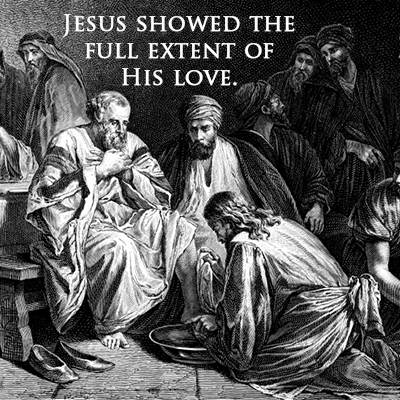 Jesus showed the
full extent of
His love.